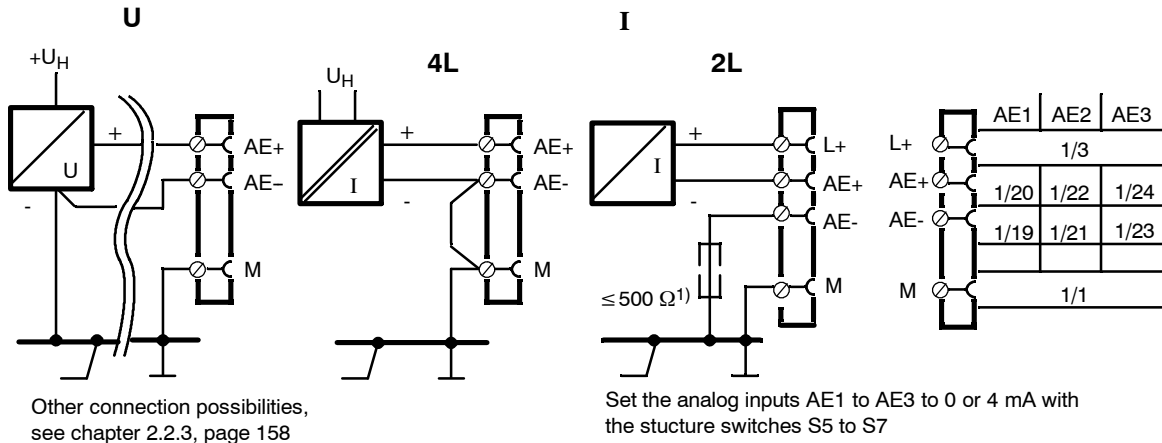 U
+U_H
+
U
-
AE+
AE−
M
Other connection possibilities,
see chapter 2.2.3, page 158
I
4L
U_H
+
I
-
AE+
AE-
M
2L
+
I
-
L+
AE+
AE-
M
≤ 500 Ω¹⁾
AE1 AE2 AE3
L+ 1/3
AE+ 1/20 1/22 1/24
AE- 1/19 1/21 1/23
M 1/1
Set the analog inputs AE1 to AE3 to 0 or 4 mA with
the stucture switches S5 to S7